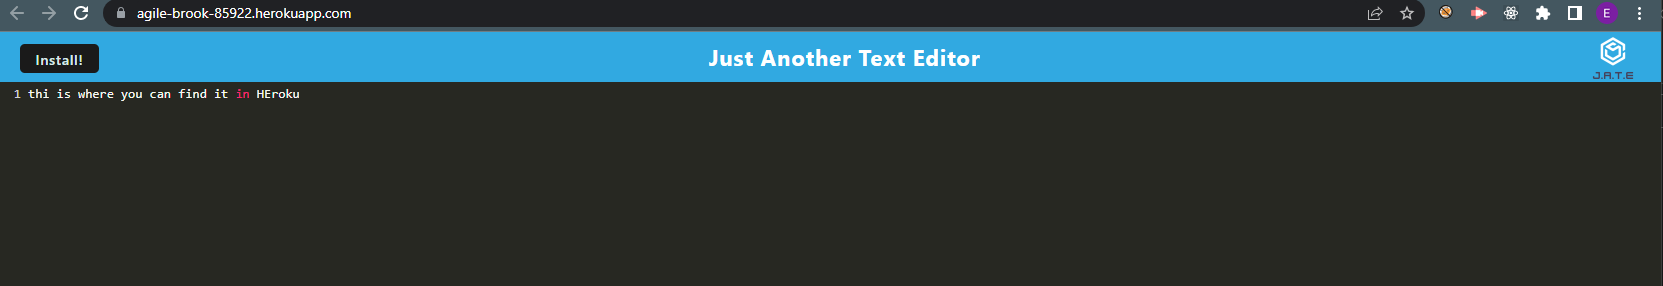 agile-brook-85922.herokuapp.com
E
Install!
Just Another Text Editor
J.A.T.E
1 thi is where you can find it in HEroku